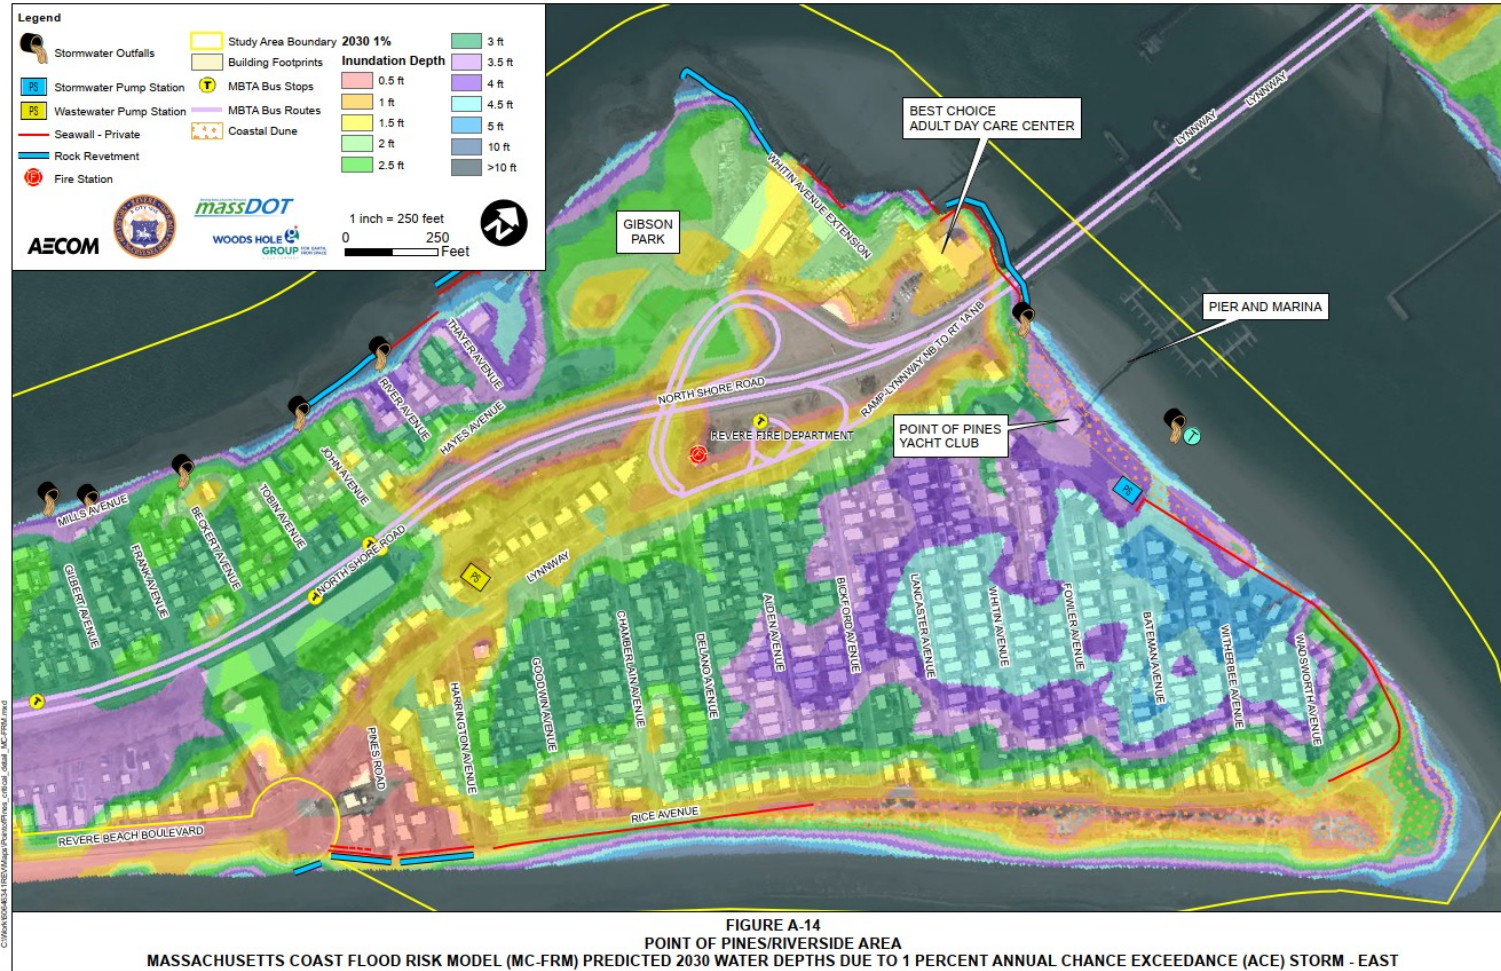 Legend
Stormwater Outfalls
Stormwater Pump Station
Wastewater Pump Station
Seawall - Private
Rock Revetment
Fire Station
Study Area Boundary
Building Footprints
MBTA Bus Stops
MBTA Bus Routes
Coastal Dune
2030 1%
Inundation Depth
0.5 ft
1 ft
1.5 ft
2 ft
2.5 ft
3 ft
3.5 ft
4 ft
4.5 ft
5 ft
10 ft
>10 ft
PS
PS
T
F
AECOM
massDOT
WOODS HOLE
GROUP
1 inch = 250 feet
0 250
Feet
BEST CHOICE
ADULT DAY CARE CENTER
LYNNWAY
LYNNWAY
WHITIN AVENUE EXTENSION
GIBSON
PARK
PIER AND MARINA
THAYER AVENUE
RIVER AVENUE
HAYES AVENUE
NORTH SHORE ROAD
RAMP-LYNNWAY NB TO RT 1A NB
REVERE FIRE DEPARTMENT
T
F
POINT OF PINES
YACHT CLUB
T
PS
JOHN AVENUE
TOBIN AVENUE
BECKERT AVENUE
MILLS AVENUE
FRANK AVENUE
GILBERT AVENUE
NORTH SHORE ROAD
T
T
T
PS
LYNNWAY
HARRINGTON AVENUE
GOODWIN AVENUE
CHAMBERLAIN AVENUE
DELANO AVENUE
ALDEN AVENUE
BICKFORD AVENUE
LANCASTER AVENUE
WHITIN AVENUE
FOWLER AVENUE
BATEMAN AVENUE
WITHERBEE AVENUE
WADSWORTH AVENUE
PINES ROAD
RICE AVENUE
REVERE BEACH BOULEVARD
FIGURE A-14
POINT OF PINES/RIVERSIDE AREA
MASSACHUSETTS COAST FLOOD RISK MODEL (MC-FRM) PREDICTED 2030 WATER DEPTHS DUE TO 1 PERCENT ANNUAL CHANCE EXCEEDANCE (ACE) STORM - EAST